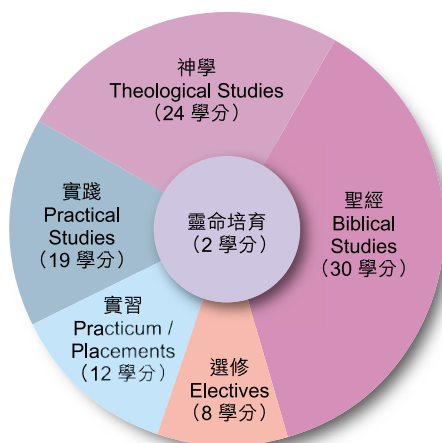 神學
Theological Studies
(24 學分)
聖經
Biblical
Studies
(30 學分)
實踐
Practical
Studies
(19 學分)
靈命培育
(2 學分)
實習
Practicum /
Placements
(12 學分)
選修
Electives
(8 學分)